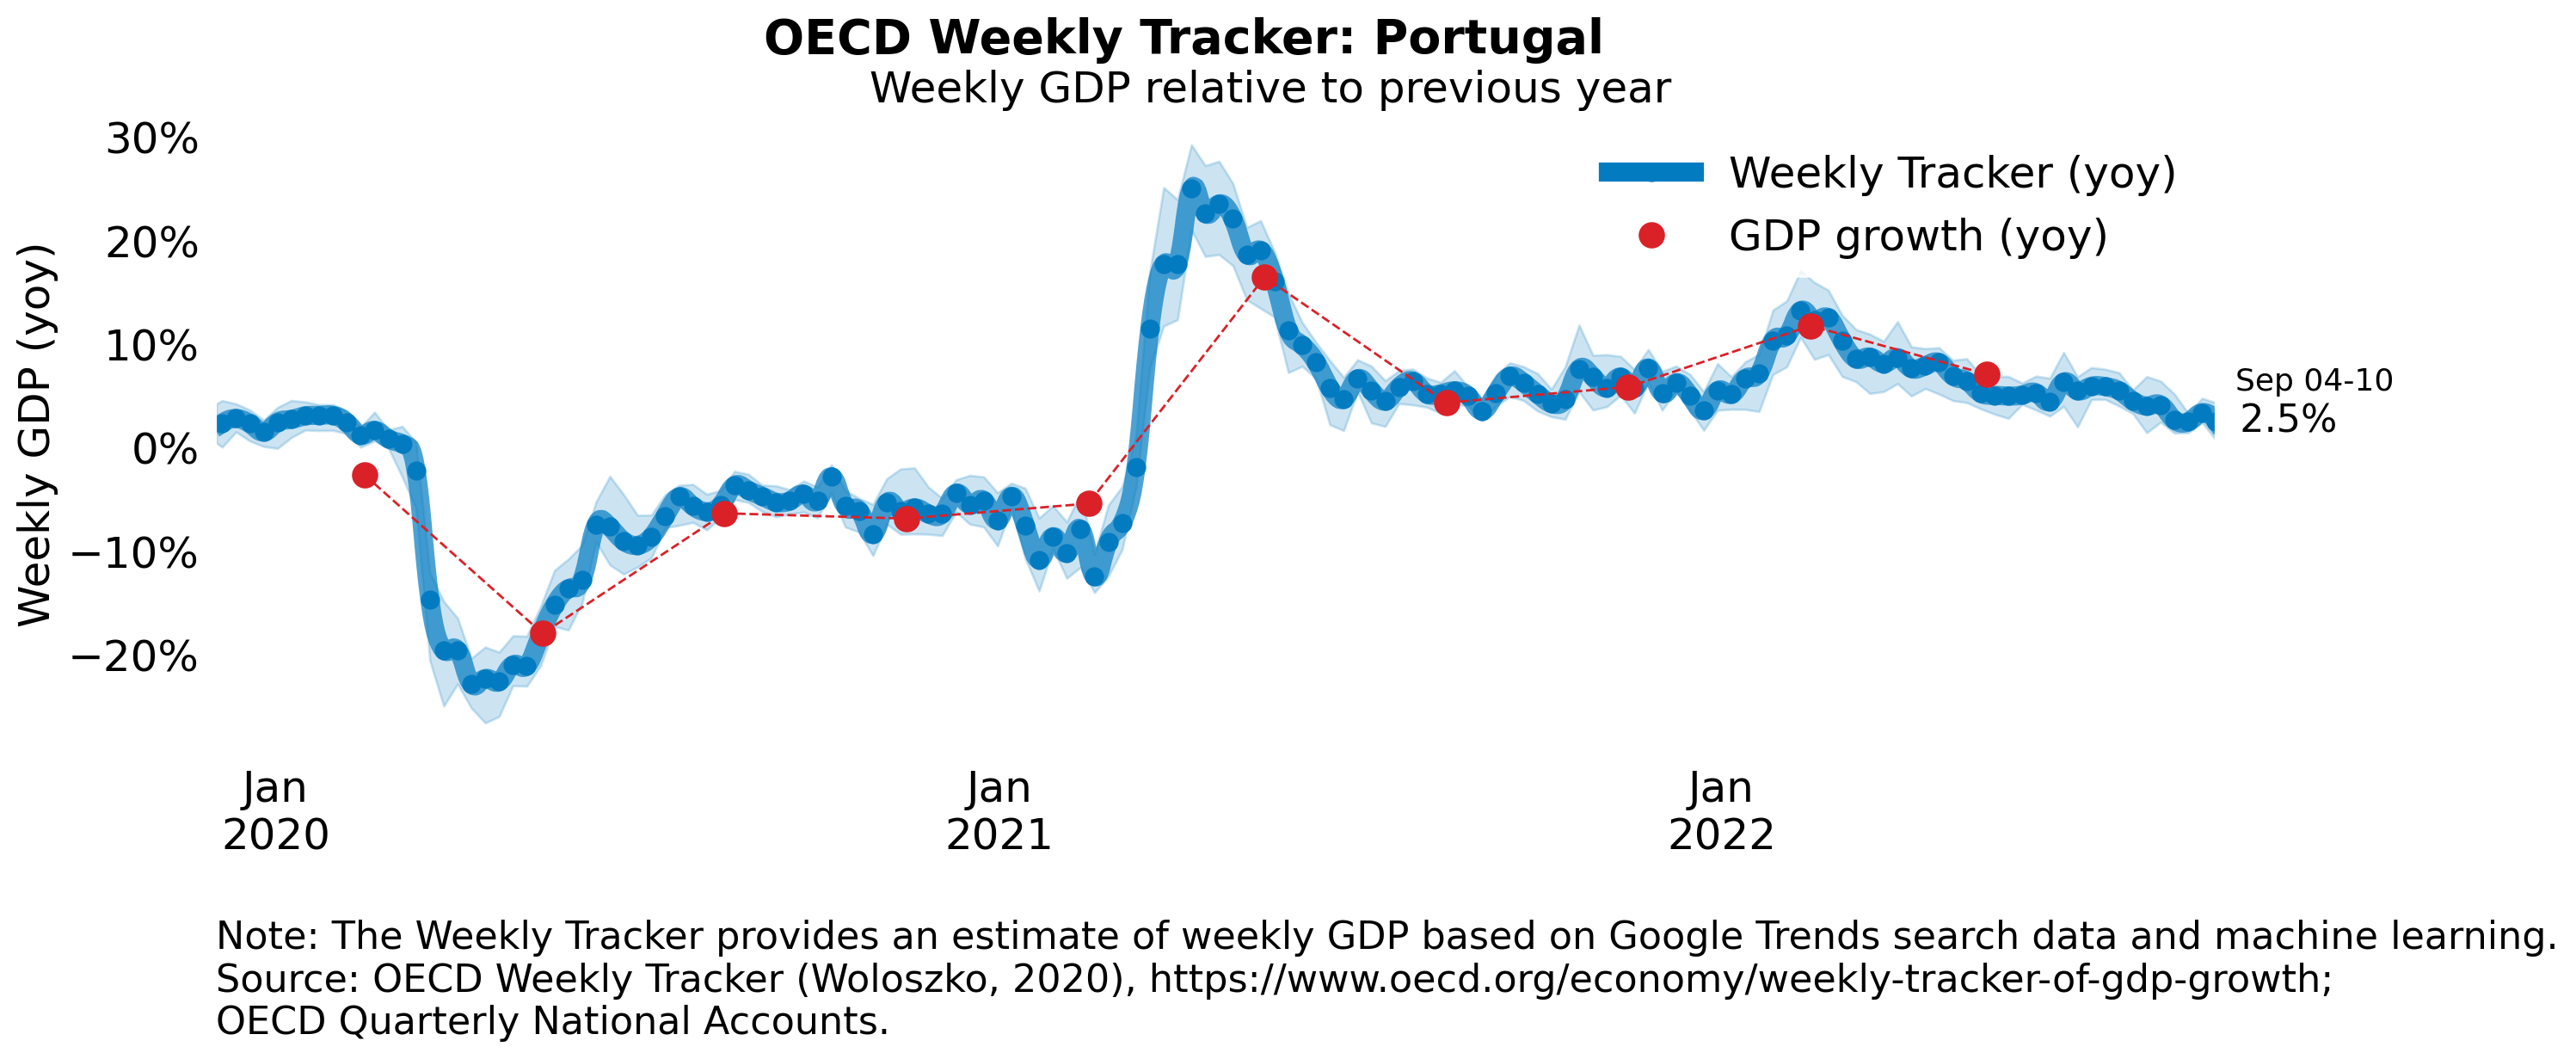 OECD Weekly Tracker: Portugal
Weekly GDP relative to previous year
Weekly GDP (yoy)
30%
20%
10%
0%
−10%
−20%
Weekly Tracker (yoy)
GDP growth (yoy)
Sep 04-10
2.5%
Jan
2020
Jan
2021
Jan
2022
Note: The Weekly Tracker provides an estimate of weekly GDP based on Google Trends search data and machine learning.
Source: OECD Weekly Tracker (Woloszko, 2020), https://www.oecd.org/economy/weekly-tracker-of-gdp-growth;
OECD Quarterly National Accounts.